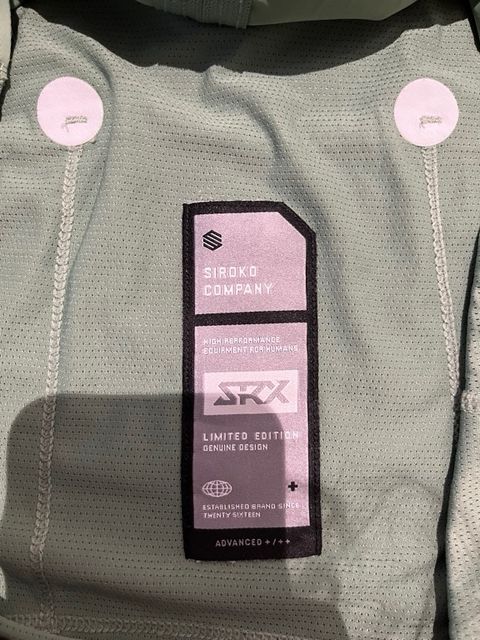 SIROKO
COMPANY
HIGH PERFORMANCE
EQUIPMENT FOR HUMANS
SRX
LIMITED EDITION
GENUINE DESIGN
ESTABLISHED BRAND SINCE
TWENTY SIXTEEN
ADVANCED +/++